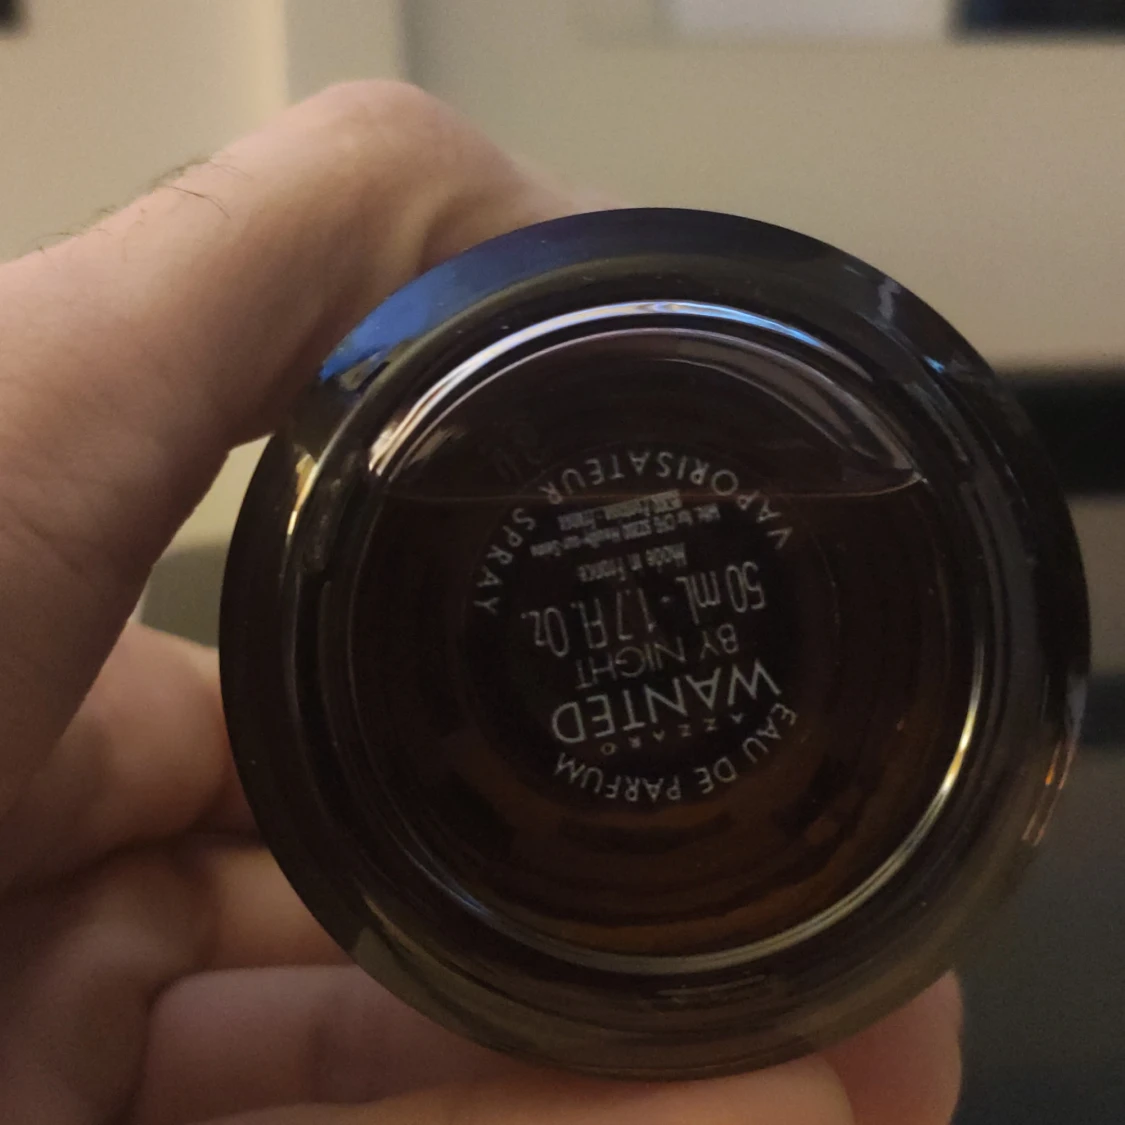 EAU DE PARFUM
AZZARO
WANTED
BY NIGHT
50 mL - 1.7 Fl. Oz.
Made in France
VAPORISATEUR SPRAY